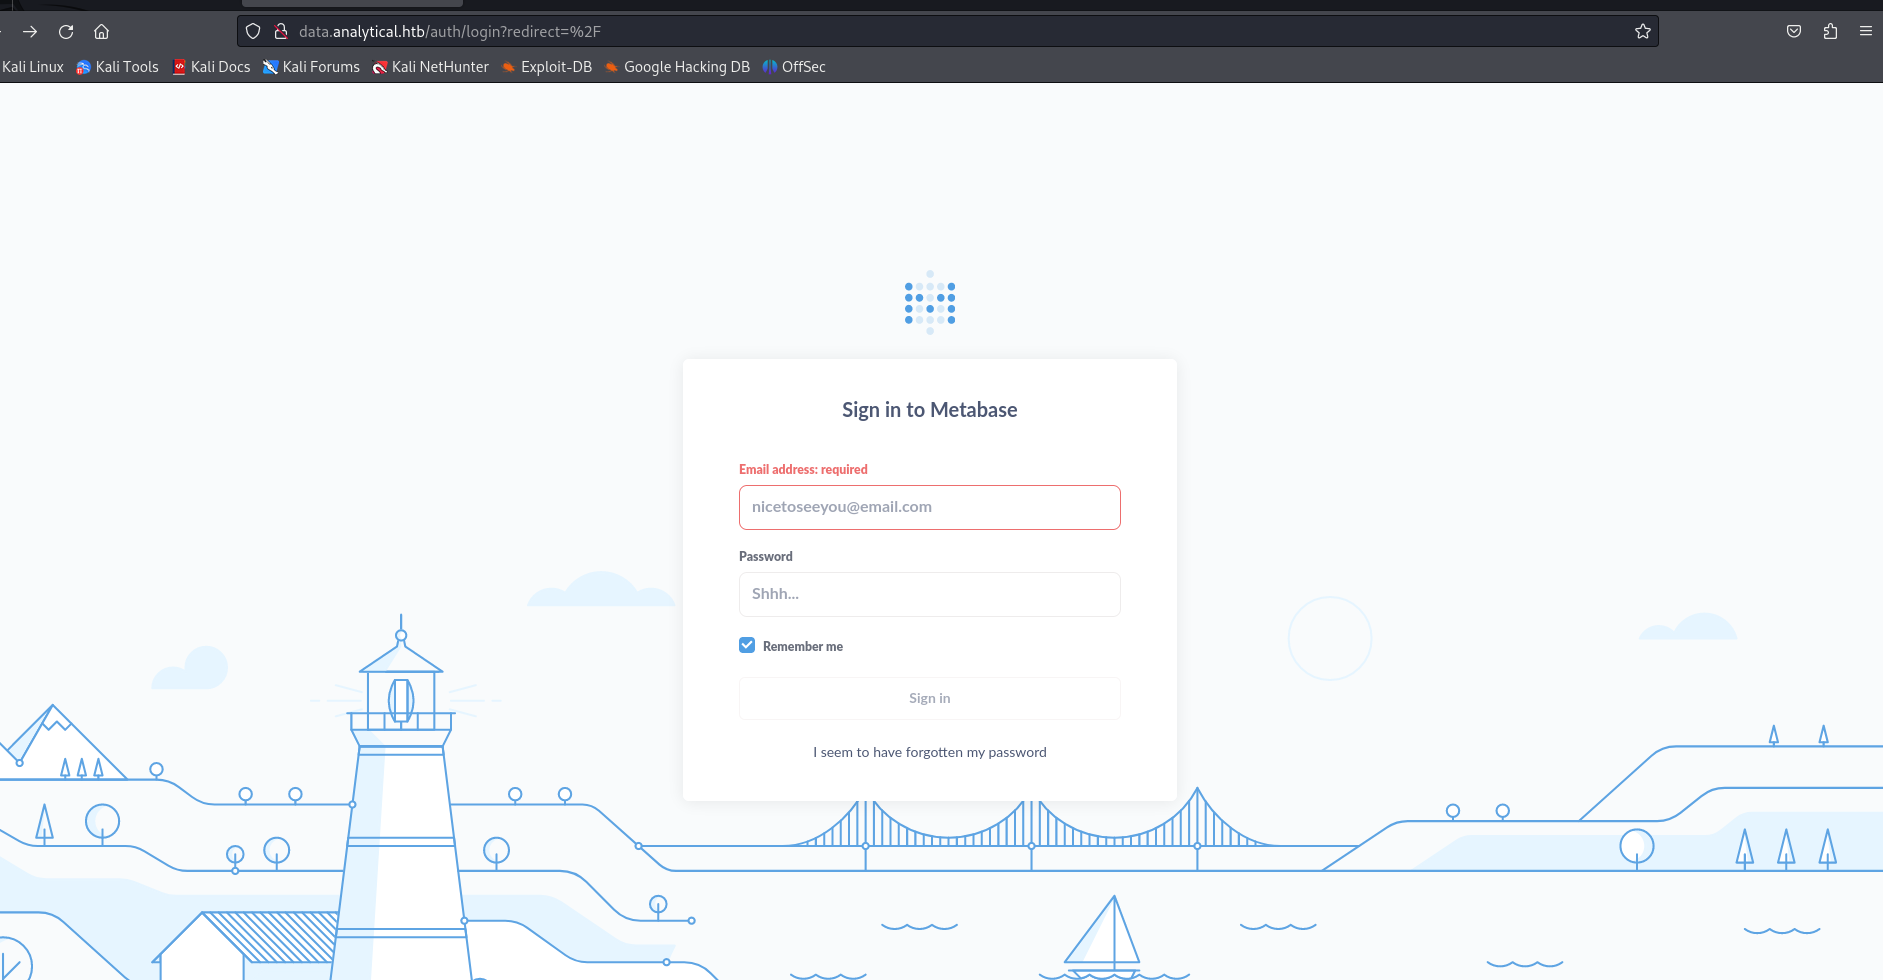 data.analytical.htb/auth/login?redirect=%2F
Kali Linux Kali Tools Kali Docs Kali Forums Kali NetHunter Exploit-DB Google Hacking DB OffSec
Sign in to Metabase
Email address: required
nicetoseeyou@email.com
Password
Shhh...
Remember me
Sign in
I seem to have forgotten my password